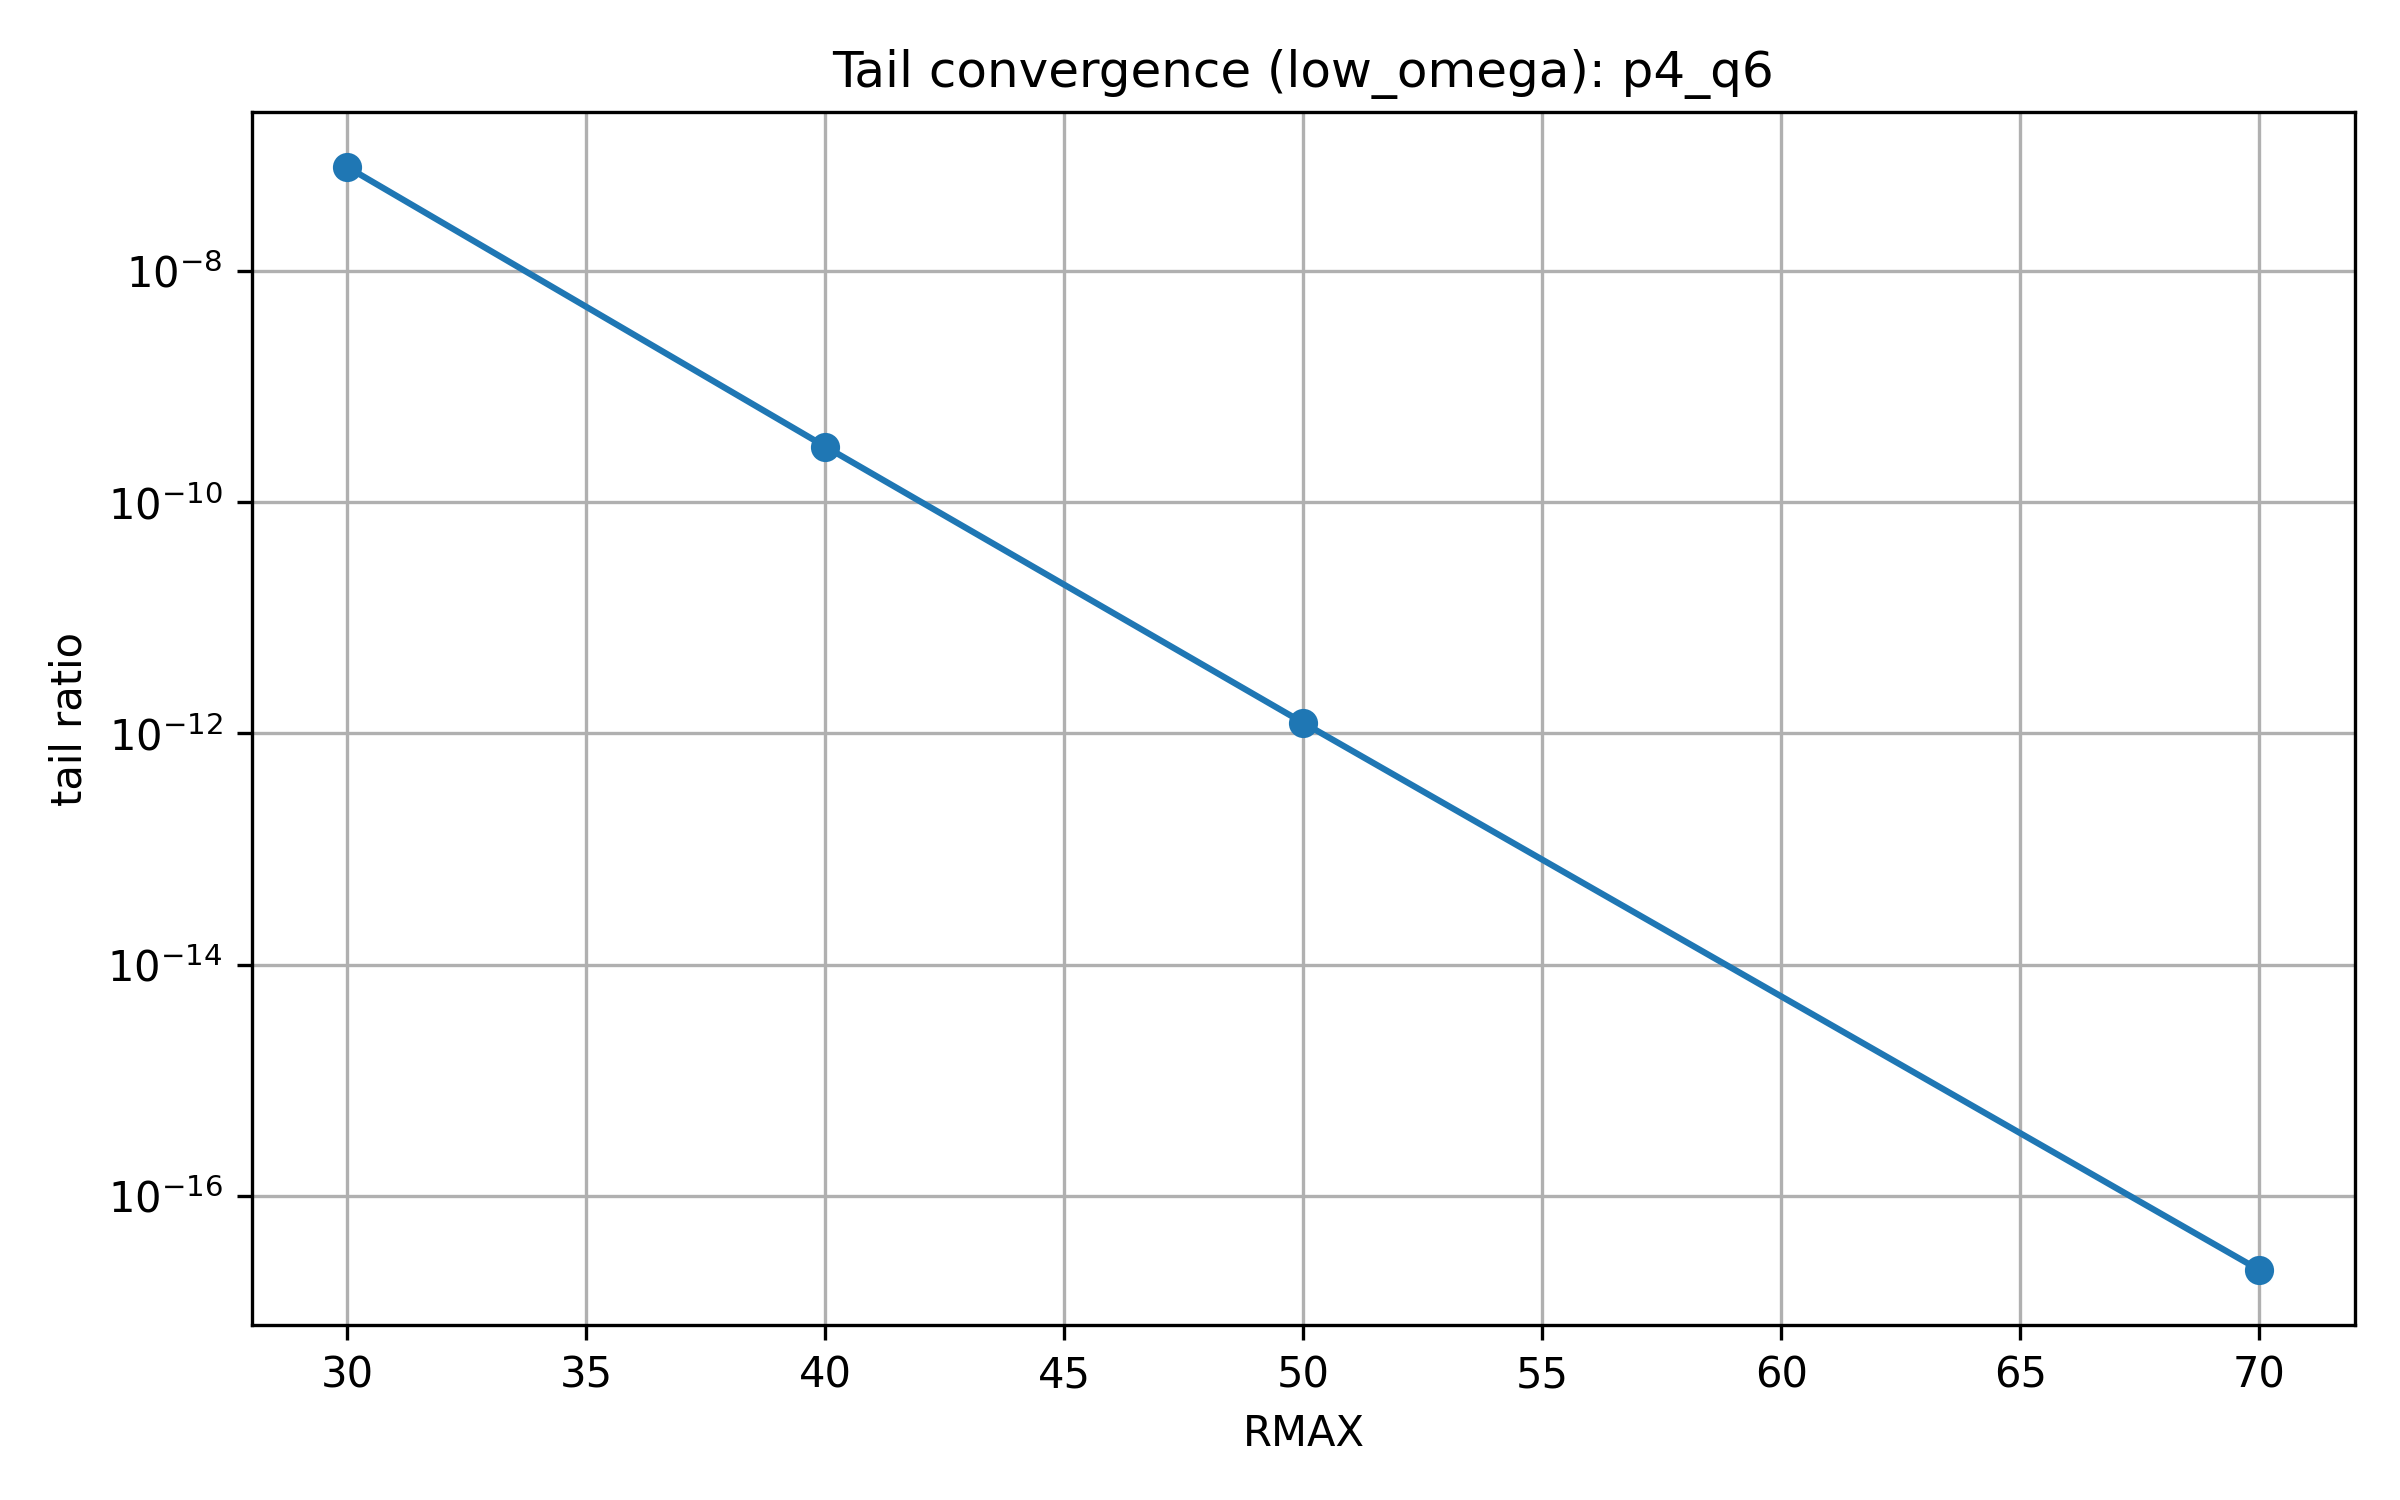 Tail convergence (low_omega): p4_q6
10⁻⁸
10⁻¹⁰
10⁻¹²
10⁻¹⁴
10⁻¹⁶
tail ratio
30 35 40 45 50 55 60 65 70
RMAX